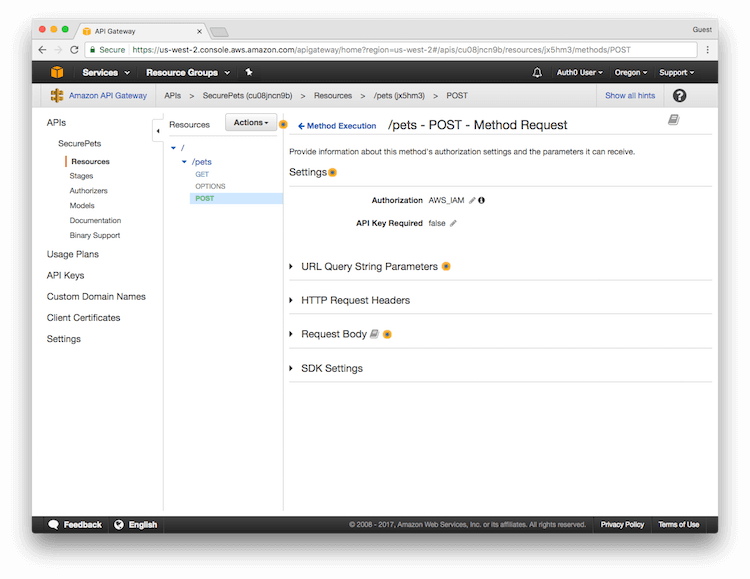 API Gateway
Guest
Secure https://us-west-2.console.aws.amazon.com/apigateway/home?region=us-west-2#/apis/cu08jncn9b/resources/jx5hm3/methods/POST
Services Resource Groups Auth0 User Oregon Support
Amazon API Gateway APIs > SecurePets (cu08jncn9b) > Resources > /pets (jx5hm3) > POST Show all hints ?
APIs
SecurePets
Resources
Stages
Authorizers
Models
Documentation
Binary Support
Usage Plans
API Keys
Custom Domain Names
Client Certificates
Settings
Resources Actions
/
/pets
GET
OPTIONS
POST
Method Execution /pets - POST - Method Request
Provide information about this method's authorization settings and the parameters it can receive.
Settings
Authorization AWS_IAM
API Key Required false
URL Query String Parameters
HTTP Request Headers
Request Body
SDK Settings
Feedback English © 2008 - 2017, Amazon Web Services, Inc. or its affiliates. All rights reserved. Privacy Policy Terms of Use